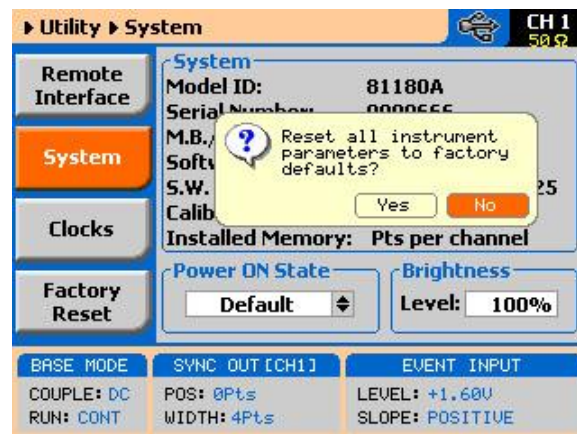 Utility ▸ System
CH 1
50 Ω
Remote Interface
System
Clocks
Factory Reset
System
Model ID: 81180A
Serial Number:
M.B./
S.W. 25
Calib
Installed Memory: Pts per channel
Reset all instrument
parameters to factory
defaults?
Yes No
Power ON State
Default
Brightness
Level: 100%
BASE MODE
COUPLE: DC
RUN: CONT
SYNC OUT [CH1]
POS: 0Pts
WIDTH: 4Pts
EVENT INPUT
LEVEL: +1.60V
SLOPE: POSITIVE